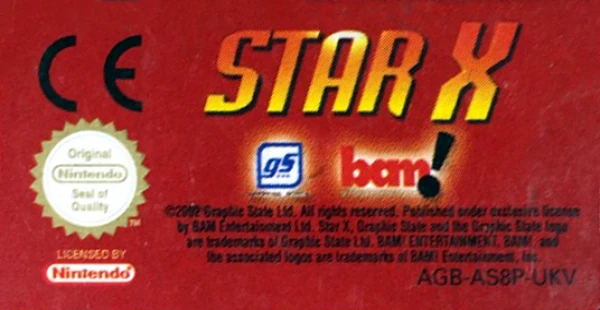 CE
STAR X
gs
bam!
Original
Nintendo
Seal of
Quality
TM
LICENSED BY
Nintendo
©2002 Graphic State Ltd. All rights reserved. Published under exclusive license
by BAM! Entertainment Ltd. Star X, Graphic State and the Graphic State logo
are trademarks of Graphic State Ltd. BAM! ENTERTAINMENT, BAM!, and
the associated logos are trademarks of BAM! Entertainment, Inc.
AGB-AS8P-UKV